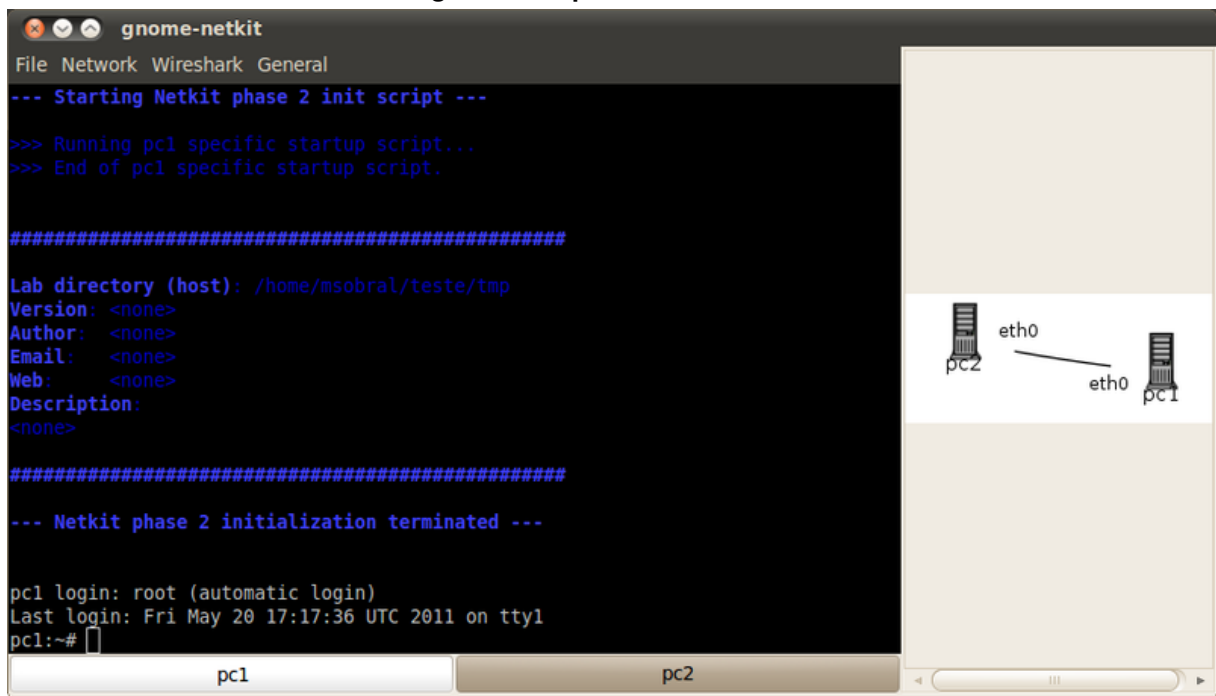 gnome-netkit
File Network Wireshark General
--- Starting Netkit phase 2 init script ---
>>> Running pc1 specific startup script...
>>> End of pc1 specific startup script.
##################################################
Lab directory (host): /home/msobral/teste/tmp
Version: <none>
Author: <none>
Email: <none>
Web: <none>
Description:
<none>
##################################################
--- Netkit phase 2 initialization terminated ---
pc1 login: root (automatic login)
Last login: Fri May 20 17:17:36 UTC 2011 on tty1
pc1:~#
pc1 pc2
eth0
pc2
eth0
pc1